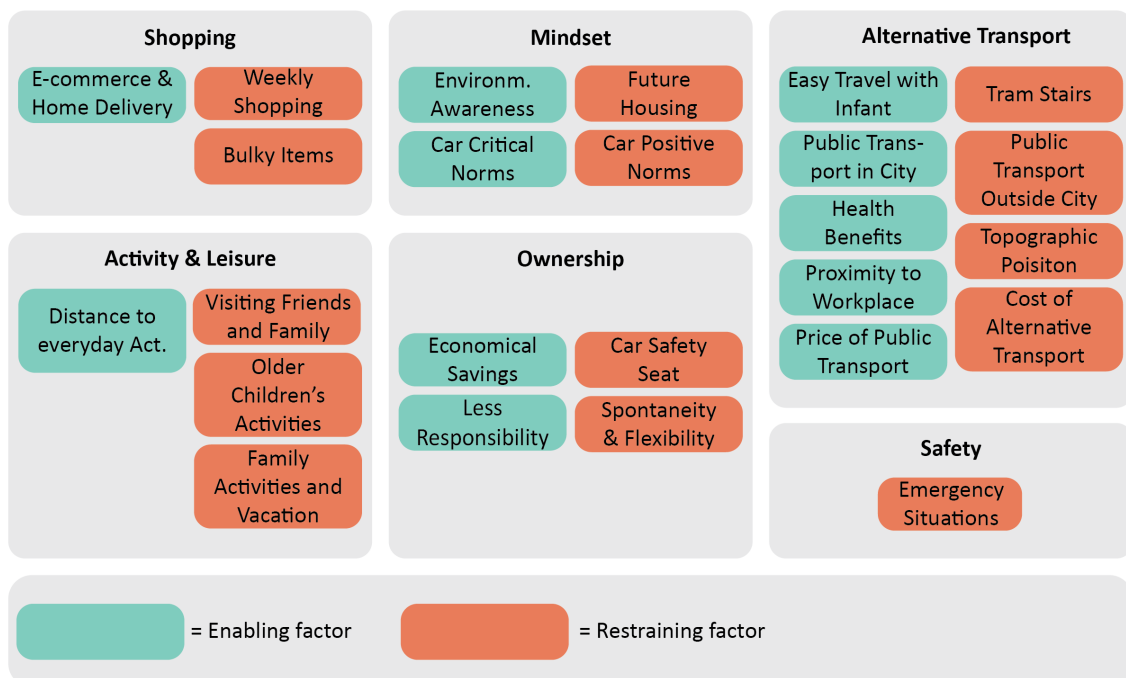 Shopping
E-commerce &
Home Delivery
Weekly
Shopping
Bulky Items
Mindset
Environm.
Awareness
Future
Housing
Car Critical
Norms
Car Positive
Norms
Alternative Transport
Easy Travel with
Infant
Tram Stairs
Public Trans-
port in City
Public
Transport
Outside City
Health
Benefits
Topographic
Poisiton
Proximity to
Workplace
Cost of
Alternative
Transport
Price of Public
Transport
Activity & Leisure
Distance to
everyday Act.
Visiting Friends
and Family
Older
Children’s
Activities
Family
Activities and
Vacation
Ownership
Economical
Savings
Car Safety
Seat
Less
Responsibility
Spontaneity
& Flexibility
Safety
Emergency
Situations
= Enabling factor
= Restraining factor